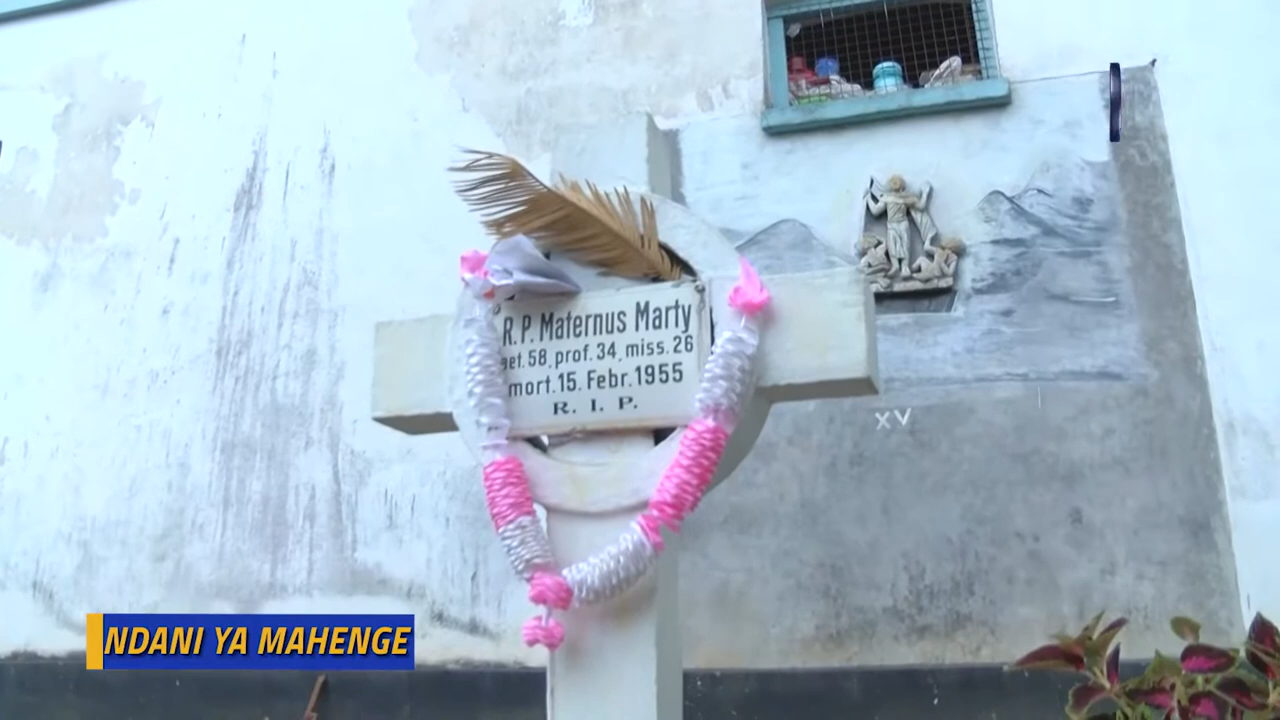 R.P. Maternus Marty
aet. 58, prof. 34, miss. 26
mort. 15. Febr. 1955
R. I. P.
XV
NDANI YA MAHENGE